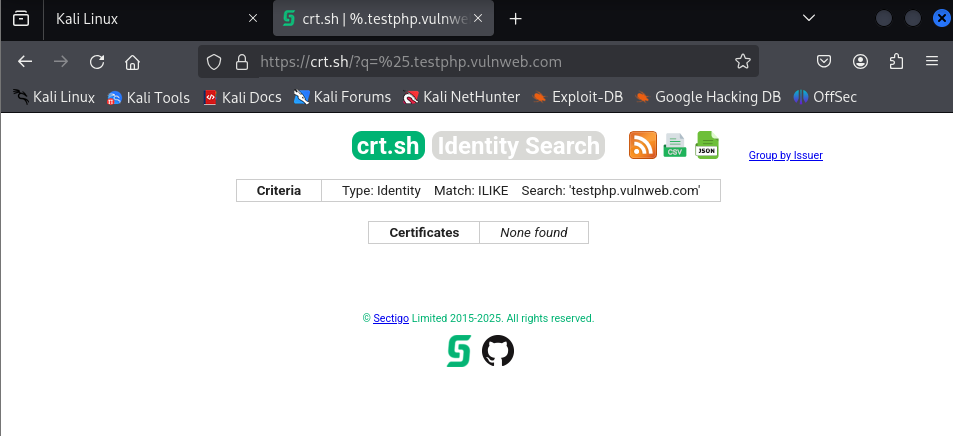 Kali Linux
crt.sh | %.testphp.vulnwe
https://crt.sh/?q=%25.testphp.vulnweb.com
Kali Linux Kali Tools Kali Docs Kali Forums Kali NetHunter Exploit-DB Google Hacking DB OffSec
crt.sh Identity Search CSV JSON Group by Issuer
Criteria Type: Identity Match: ILIKE Search: 'testphp.vulnweb.com'
Certificates None found
© Sectigo Limited 2015-2025. All rights reserved.